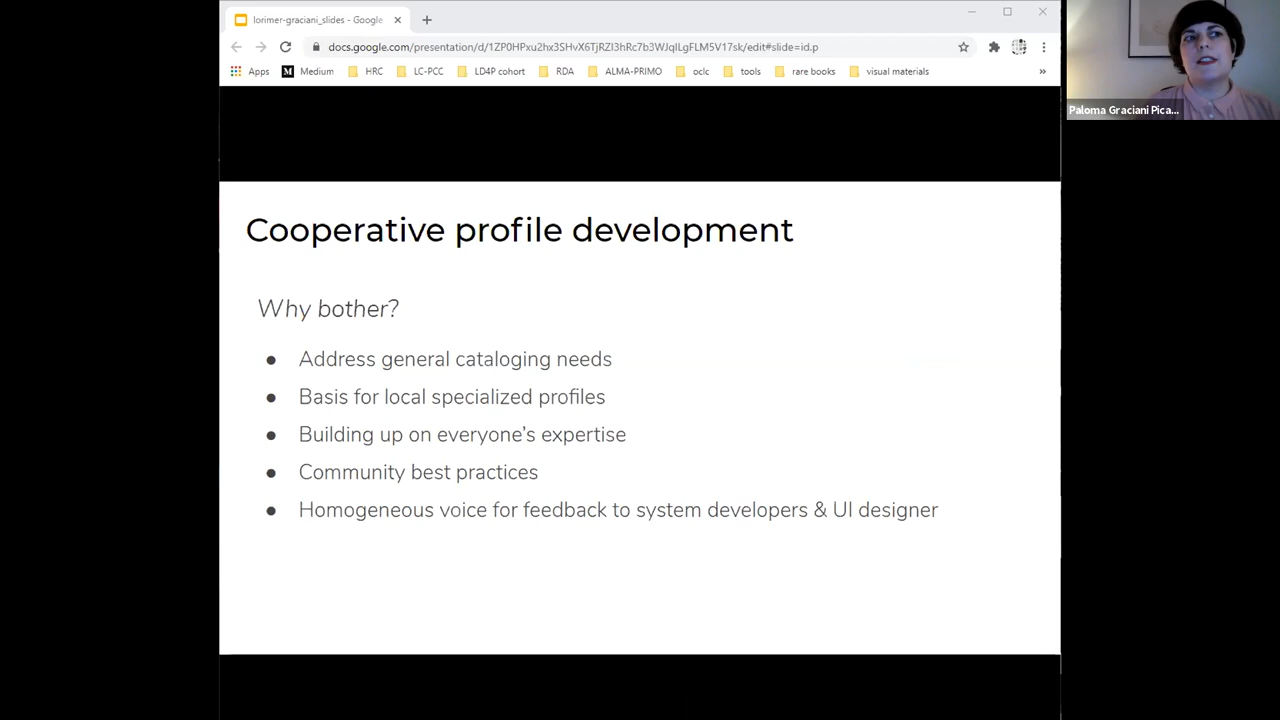 lorimer-graciani_slides - Google
docs.google.com/presentation/d/1ZP0HPxu2hx3SHvX6TjRZI3hRc7b3WJqILgFLM5V17sk/edit#slide=id.p
Apps Medium HRC LC-PCC LD4P cohort RDA ALMA-PRIMO oclc tools rare books visual materials »
Paloma Graciani Pica...
Cooperative profile development
Why bother?
● Address general cataloging needs
● Basis for local specialized profiles
● Building up on everyone's expertise
● Community best practices
● Homogeneous voice for feedback to system developers & UI designer